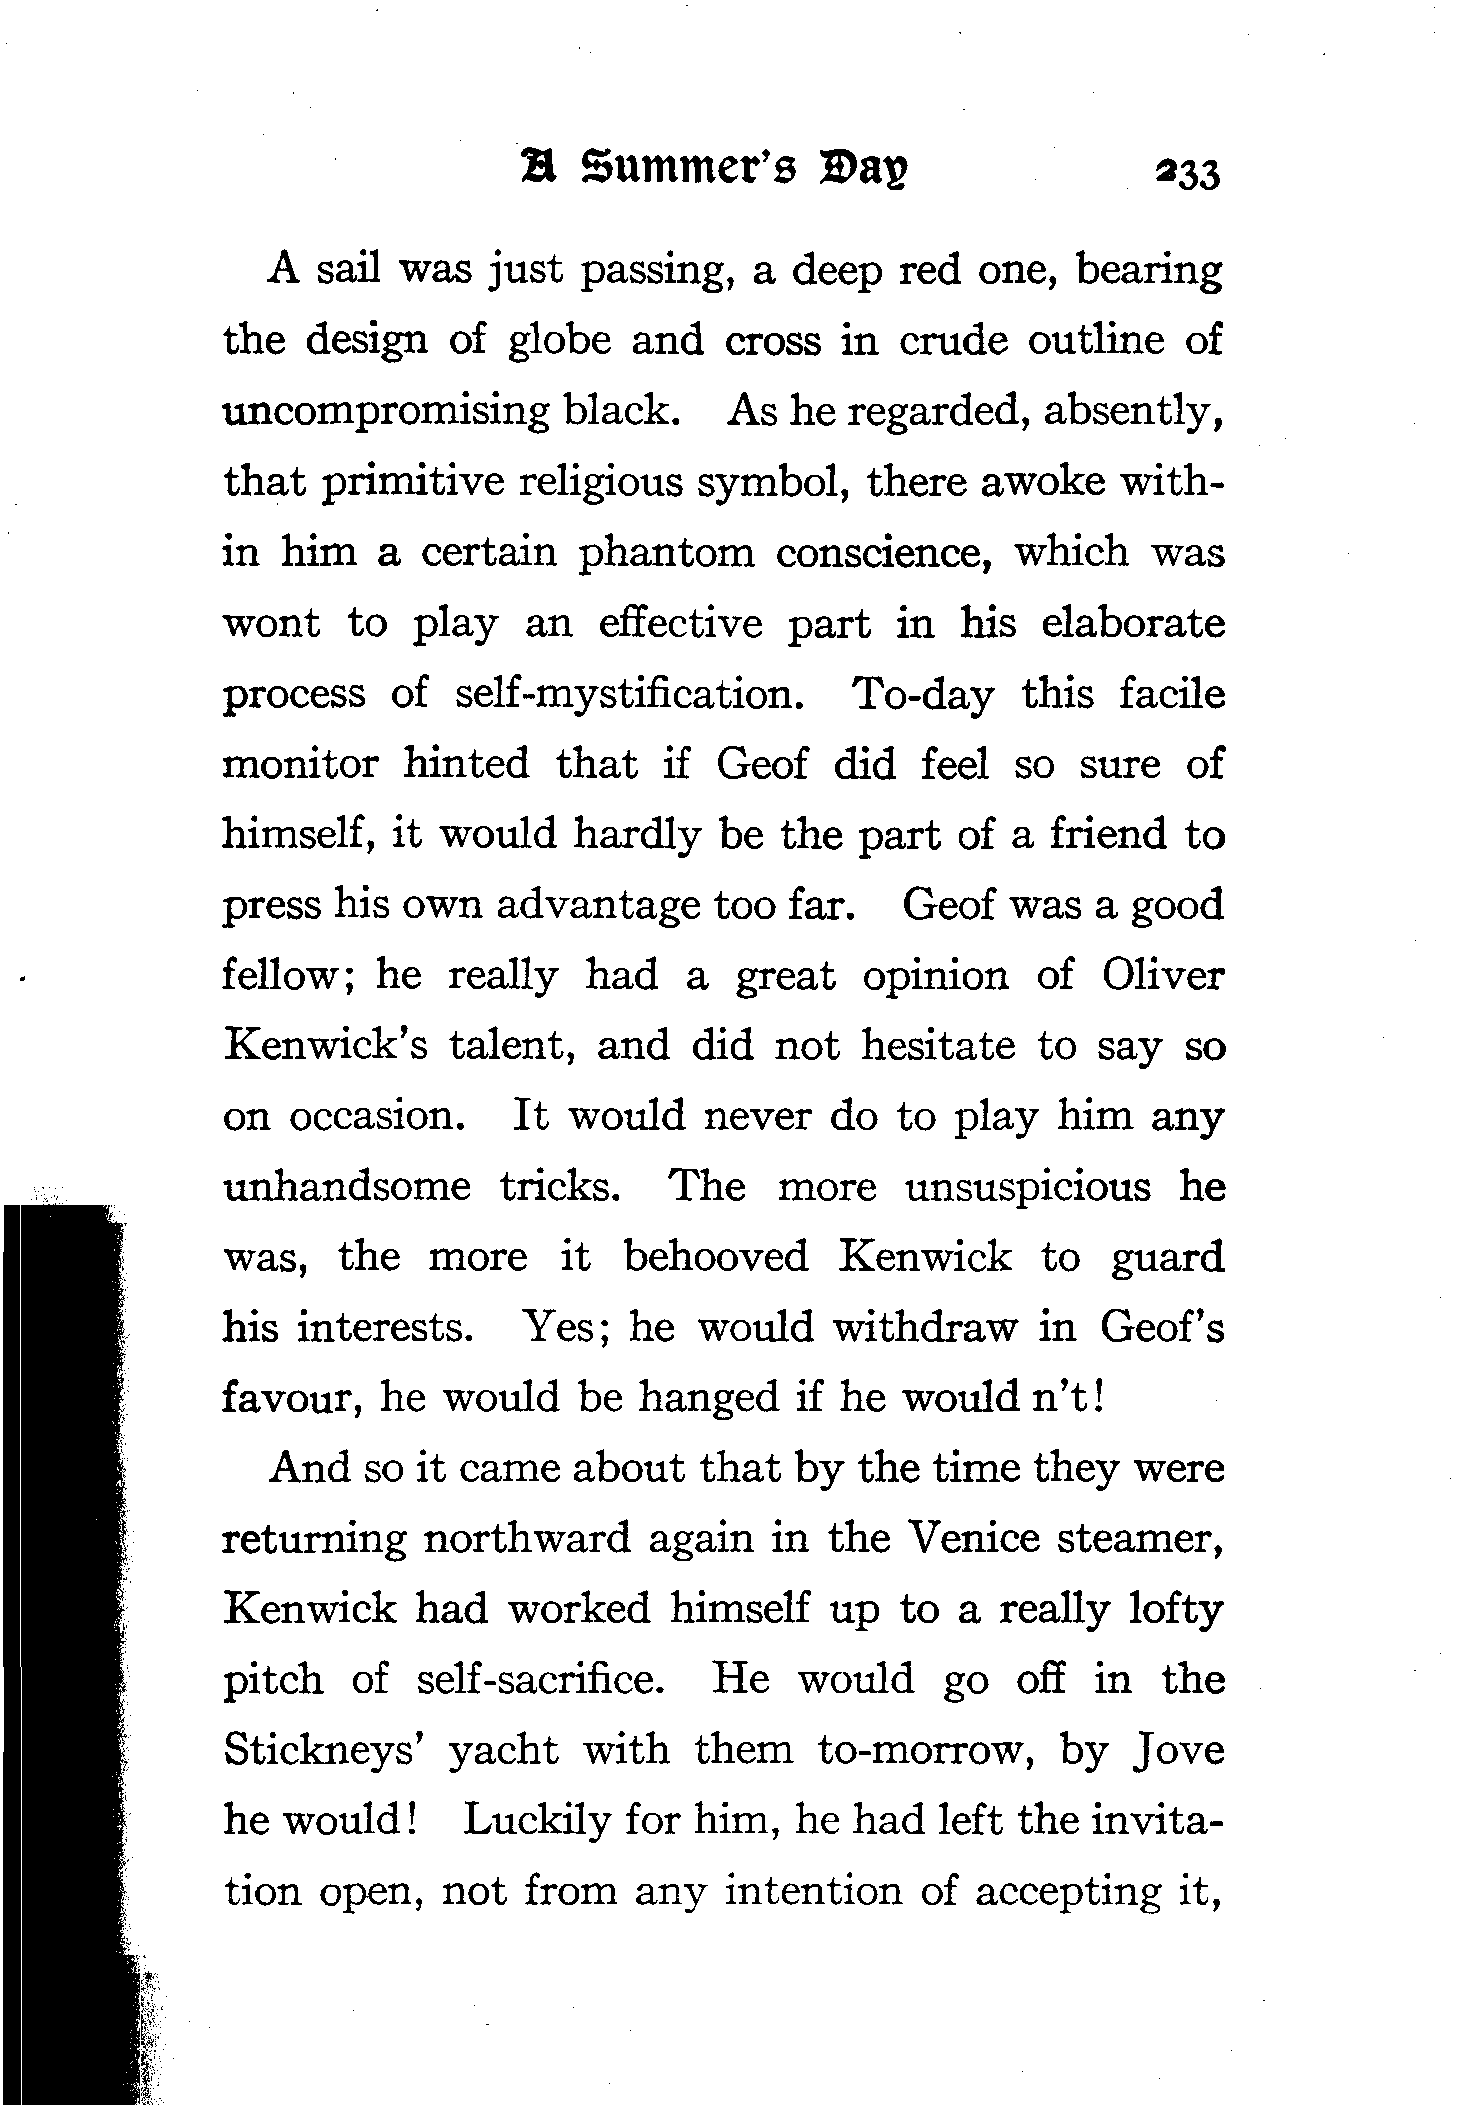 A Summer's Day 233
A sail was just passing, a deep red one, bearing
the design of globe and cross in crude outline of
uncompromising black. As he regarded, absently,
that primitive religious symbol, there awoke with-
in him a certain phantom conscience, which was
wont to play an effective part in his elaborate
process of self-mystification. To-day this facile
monitor hinted that if Geof did feel so sure of
himself, it would hardly be the part of a friend to
press his own advantage too far. Geof was a good
fellow; he really had a great opinion of Oliver
Kenwick's talent, and did not hesitate to say so
on occasion. It would never do to play him any
unhandsome tricks. The more unsuspicious he
was, the more it behooved Kenwick to guard
his interests. Yes; he would withdraw in Geof's
favour, he would be hanged if he would n't!
And so it came about that by the time they were
returning northward again in the Venice steamer,
Kenwick had worked himself up to a really lofty
pitch of self-sacrifice. He would go off in the
Stickneys' yacht with them to-morrow, by Jove
he would! Luckily for him, he had left the invita-
tion open, not from any intention of accepting it,